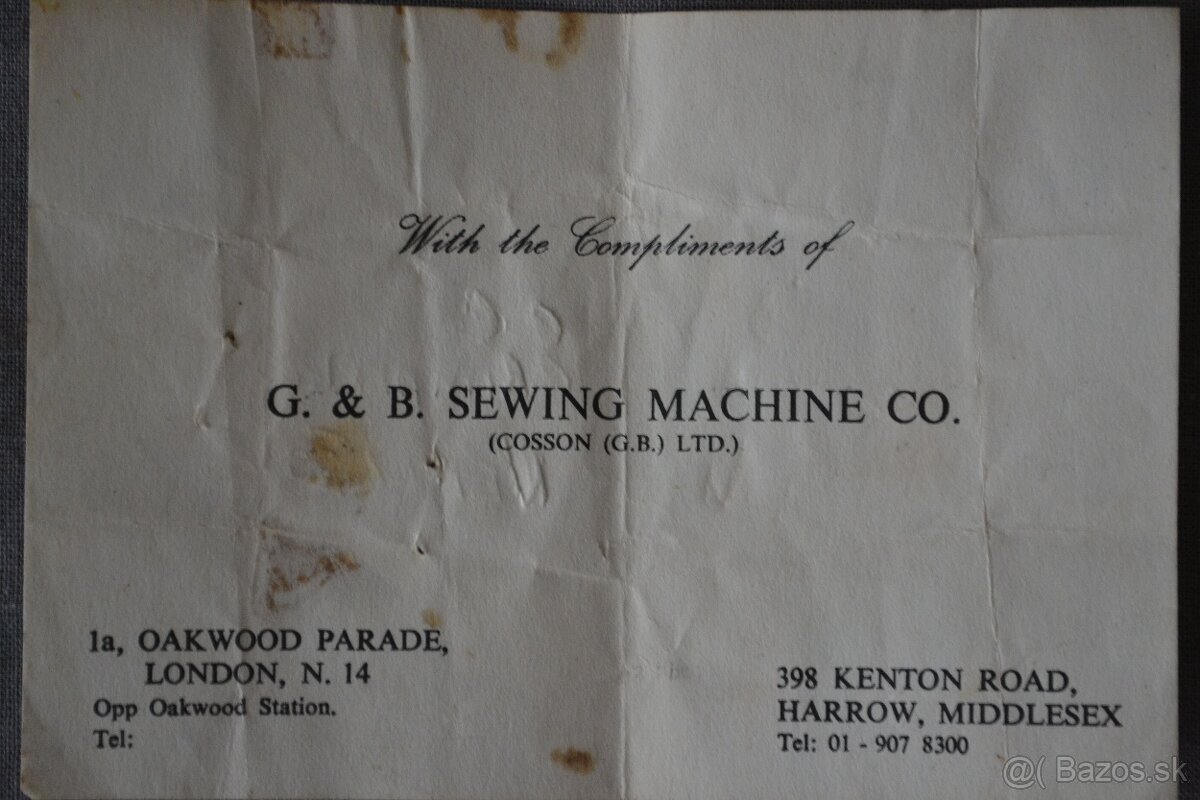 With the Compliments of
G. & B. SEWING MACHINE CO.
(COSSON (G.B.) LTD.)
1a, OAKWOOD PARADE,
LONDON, N. 14
Opp Oakwood Station.
Tel:
398 KENTON ROAD,
HARROW, MIDDLESEX
Tel: 01 - 907 8300
@( Bazos.sk